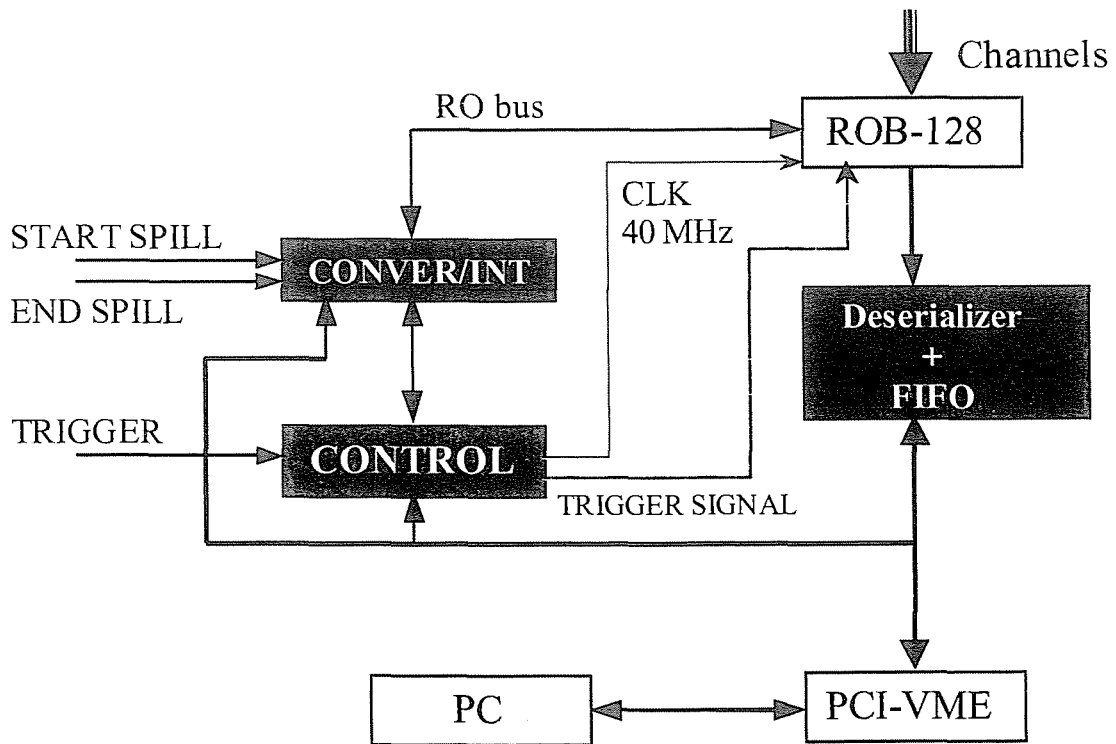 Channels
RO bus
ROB-128
CLK
40 MHz
START SPILL
CONVER/INT
END SPILL
Deserializer
+
FIFO
TRIGGER
CONTROL
TRIGGER SIGNAL
PC
PCI-VME